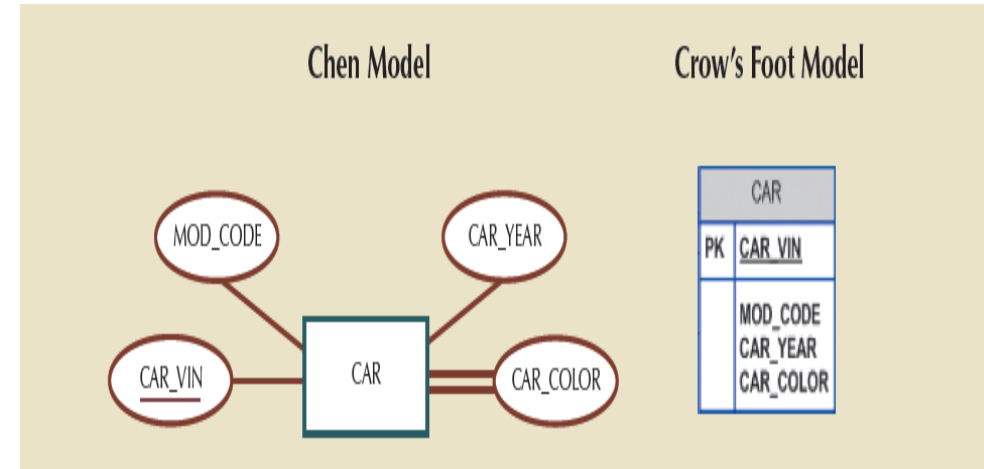 Chen Model
Crow's Foot Model
MOD_CODE
CAR_YEAR
CAR_VIN
CAR
CAR_COLOR
CAR
PK CAR_VIN
MOD_CODE
CAR_YEAR
CAR_COLOR